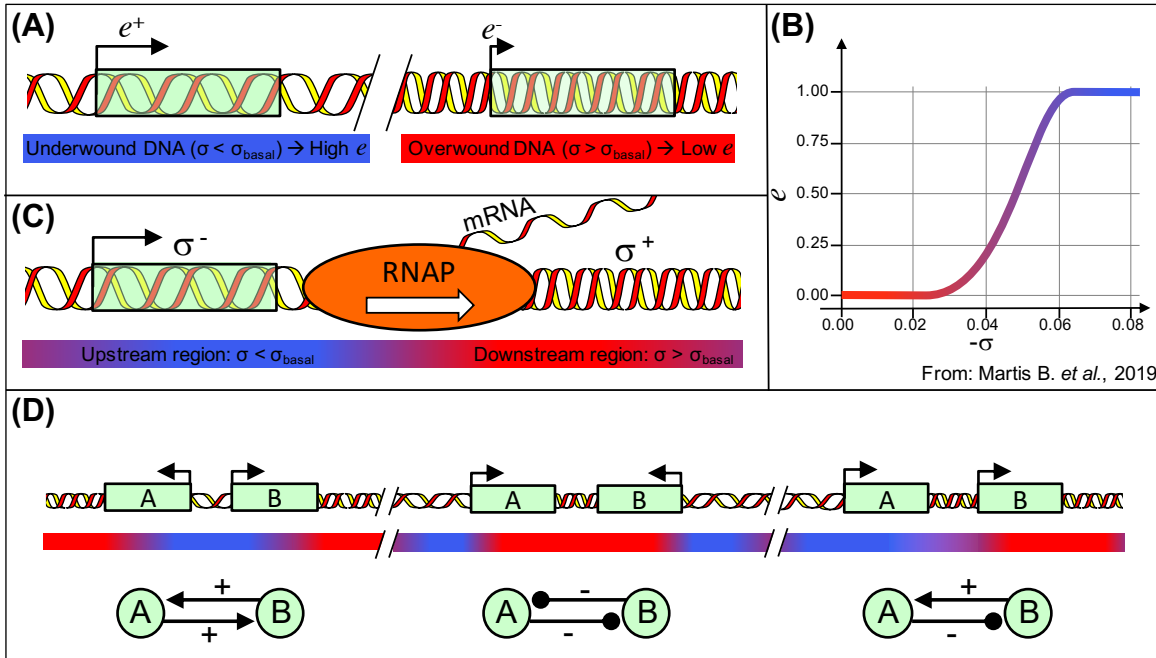 (A)
e+
e-
Underwound DNA (σ < σbasal) → High e
Overwound DNA (σ > σbasal) → Low e
(B)
e
1.00
0.75
0.50
0.25
0.00
0.00 0.02 0.04 0.06 0.08
-σ
From: Martis B. et al., 2019
(C)
σ-
RNAP
mRNA
σ+
Upstream region: σ < σbasal
Downstream region: σ > σbasal
(D)
A B A B A B
+ - +
A B A B A B
+ - -